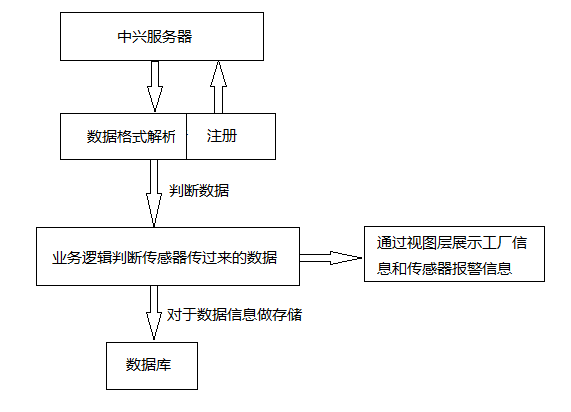 中兴服务器
数据格式解析
注册
判断数据
业务逻辑判断传感器传过来的数据
通过视图层展示工厂信
息和传感器报警信息
对于数据信息做存储
数据库